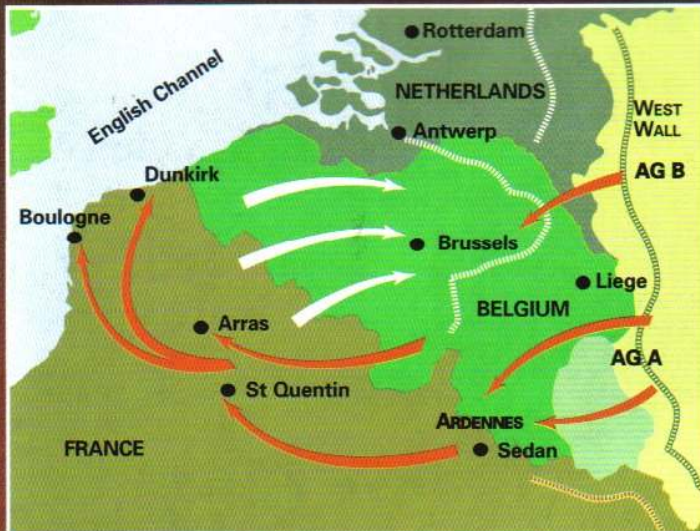 Rotterdam
English Channel
NETHERLANDS
WEST
WALL
Antwerp
AG B
Dunkirk
Boulogne
Brussels
Liege
BELGIUM
Arras
AG A
St Quentin
ARDENNES
FRANCE
Sedan